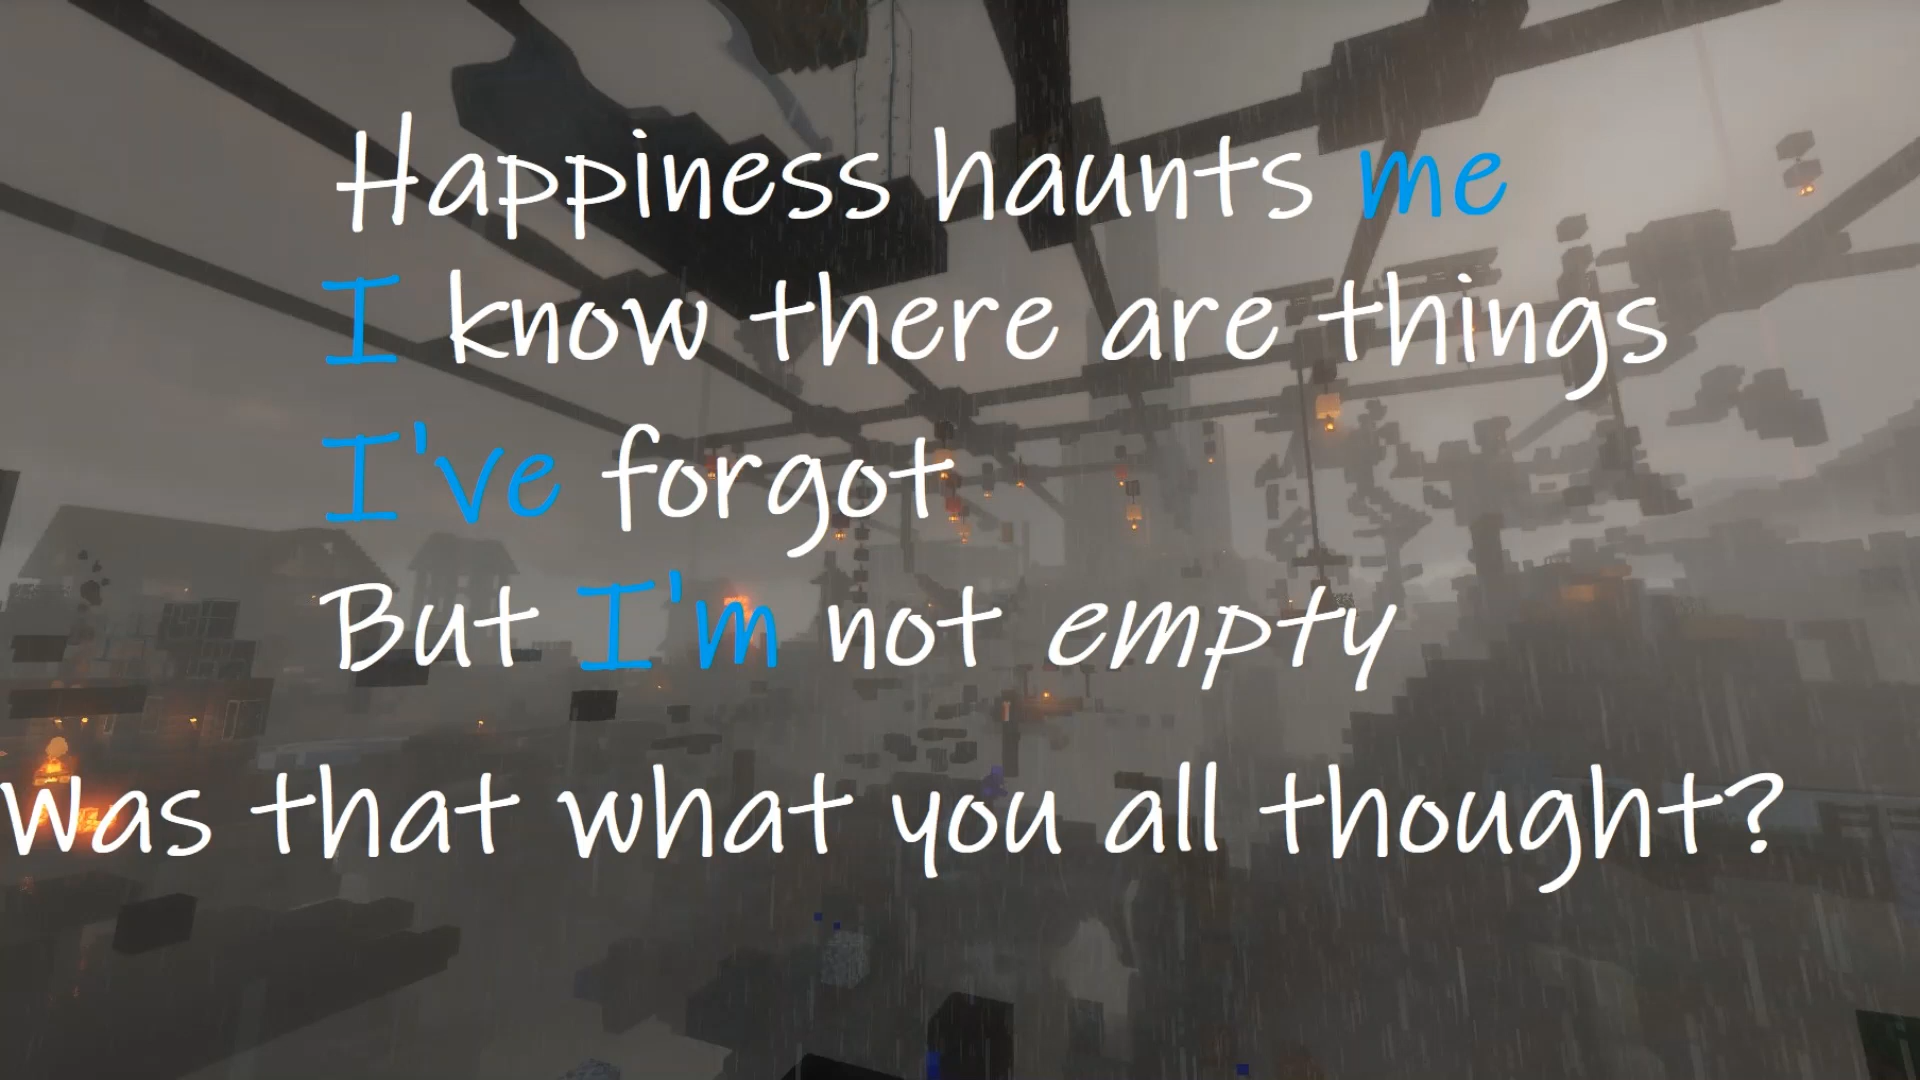 Happiness haunts me
I know there are things
I've forgot
But I'm not empty
Was that what you all thought?